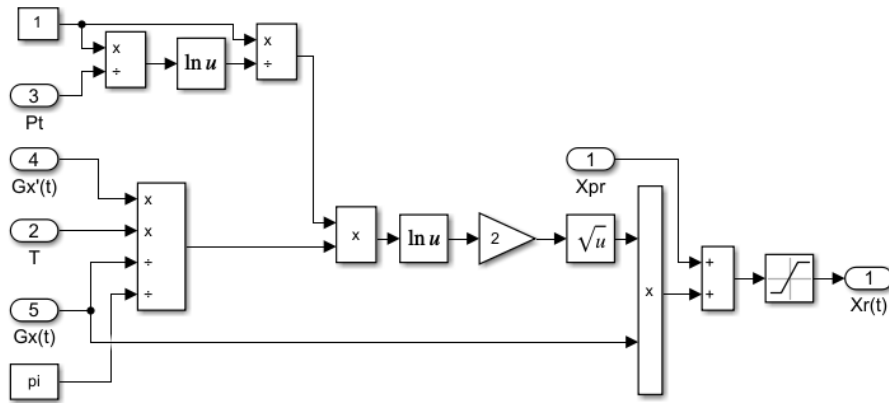 1
x
÷
ln u
x
÷
3
Pt
4
Gx'(t)
x
x
÷
÷
2
T
5
Gx(t)
pi
x
ln u
2
√u
1
Xpr
x
+
+
1
Xr(t)